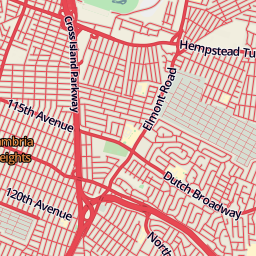 Hempstead Tu
Cross Island Parkway
Elmont Road
115th Avenue
mbria
eights
Dutch Broadway
120th Avenue
North